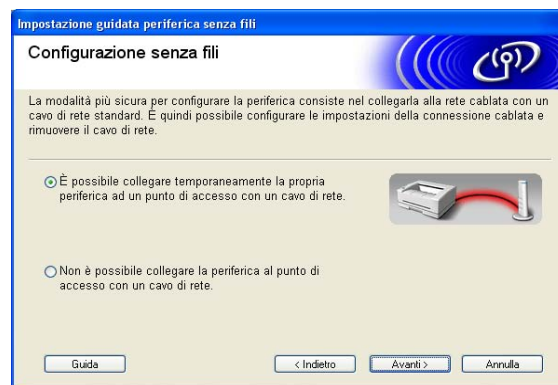 Impostazione guidata periferica senza fili
Configurazione senza fili
La modalità più sicura per configurare la periferica consiste nel collegarla alla rete cablata con un
cavo di rete standard. É quindi possibile configurare le impostazioni della connessione cablata e
rimuovere il cavo di rete.
È possibile collegare temporaneamente la propria
periferica ad un punto di accesso con un cavo di rete.
Non è possibile collegare la periferica al punto di
accesso con un cavo di rete.
Guida
< Indietro
Avanti >
Annulla